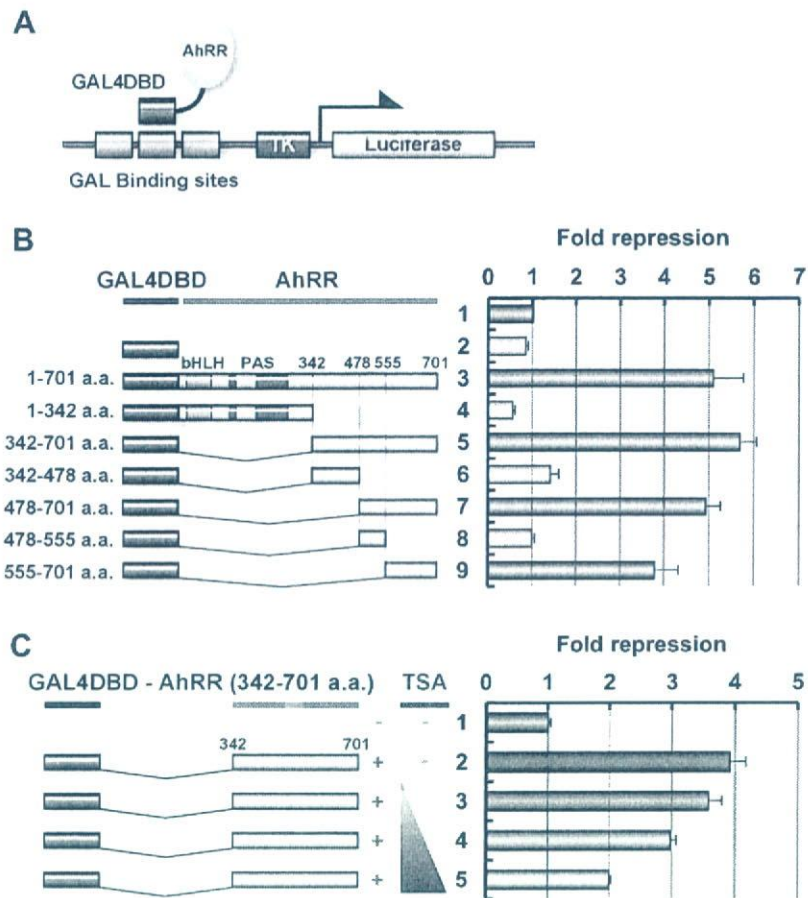 A
AhRR
GAL4DBD
TK Luciferase
GAL Binding sites
B
Fold repression
GAL4DBD AhRR
0 1 2 3 4 5 6 7
1
2
bHLH PAS 342 478 555 701
1-701 a.a. 3
1-342 a.a. 4
342-701 a.a. 5
342-478 a.a. 6
478-701 a.a. 7
478-555 a.a. 8
555-701 a.a. 9
C
Fold repression
GAL4DBD - AhRR (342-701 a.a.) TSA
0 1 2 3 4 5
- - 1
342 701
+ - 2
+ 3
+ 4
+ 5